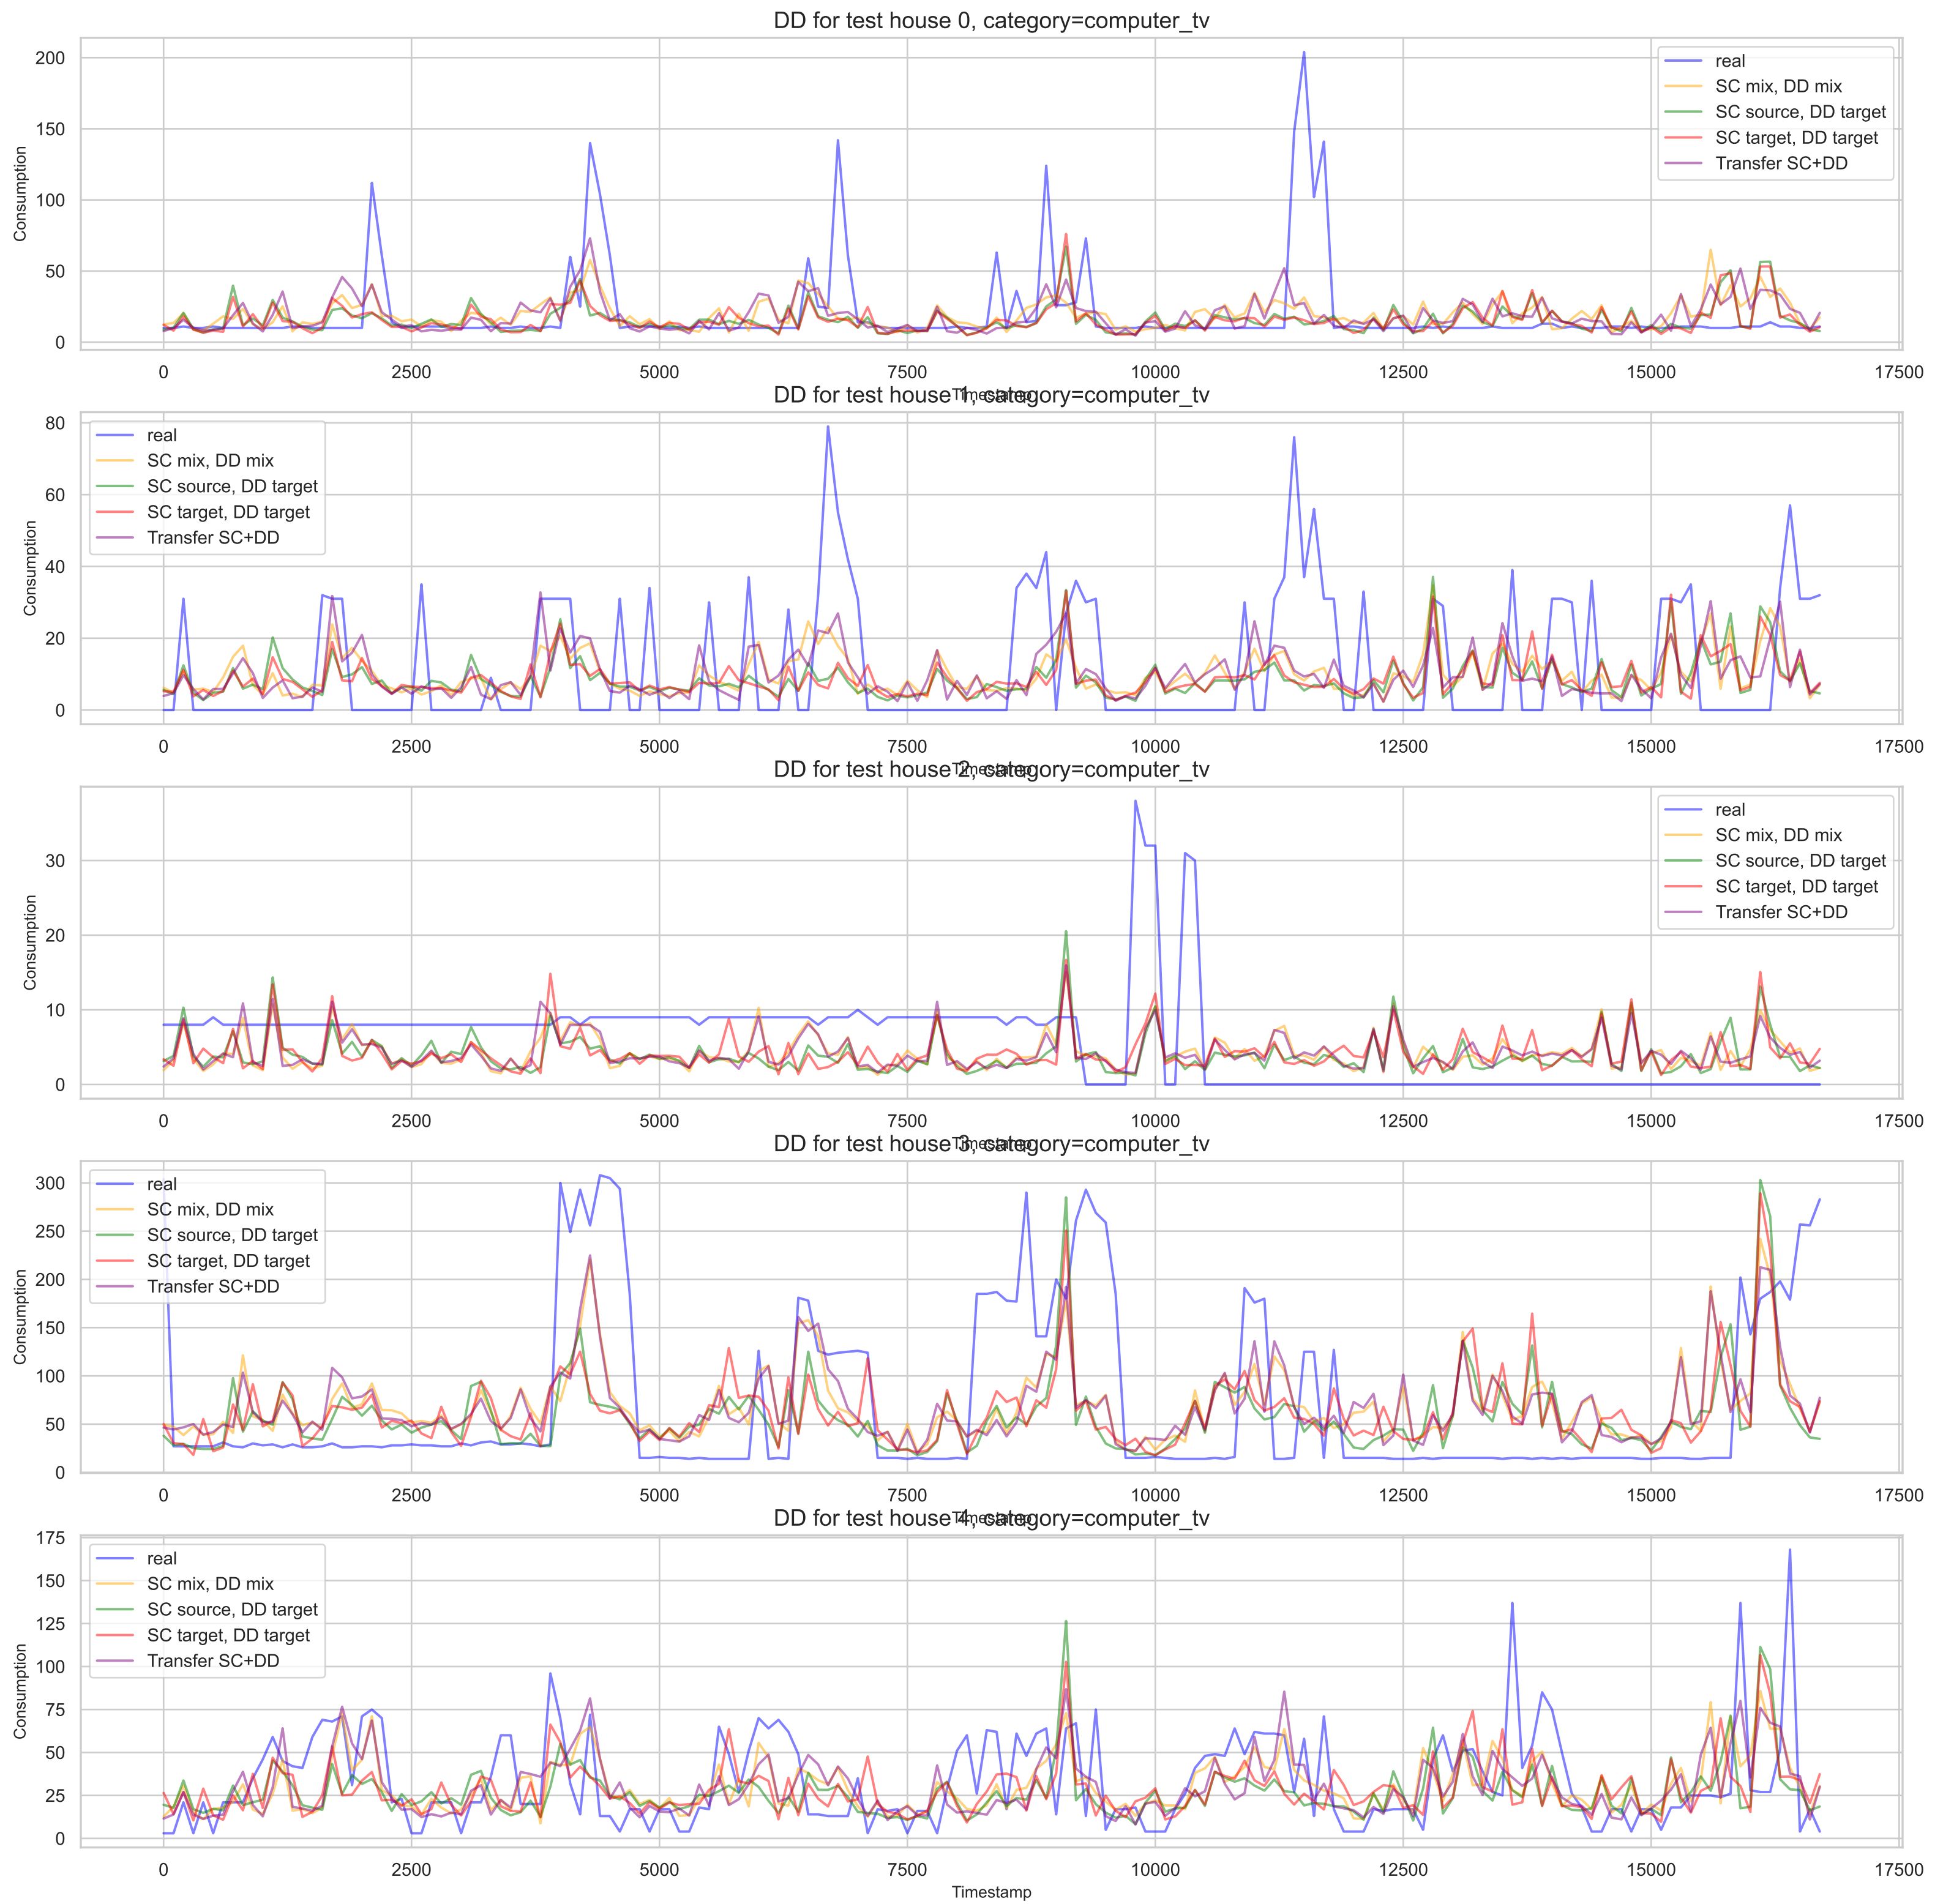 DD for test house 0, category=computer_tv
Consumption
200
150
100
50
0
real
SC mix, DD mix
SC source, DD target
SC target, DD target
Transfer SC+DD
0 2500 5000 7500 10000 12500 15000 17500
Timestamp
DD for test house 1, category=computer_tv
Consumption
80
60
40
20
0
real
SC mix, DD mix
SC source, DD target
SC target, DD target
Transfer SC+DD
0 2500 5000 7500 10000 12500 15000 17500
Timestamp
DD for test house 2, category=computer_tv
Consumption
30
20
10
0
real
SC mix, DD mix
SC source, DD target
SC target, DD target
Transfer SC+DD
0 2500 5000 7500 10000 12500 15000 17500
Timestamp
DD for test house 3, category=computer_tv
Consumption
300
250
200
150
100
50
0
real
SC mix, DD mix
SC source, DD target
SC target, DD target
Transfer SC+DD
0 2500 5000 7500 10000 12500 15000 17500
Timestamp
DD for test house 4, category=computer_tv
Consumption
175
150
125
100
75
50
25
0
real
SC mix, DD mix
SC source, DD target
SC target, DD target
Transfer SC+DD
0 2500 5000 7500 10000 12500 15000 17500
Timestamp